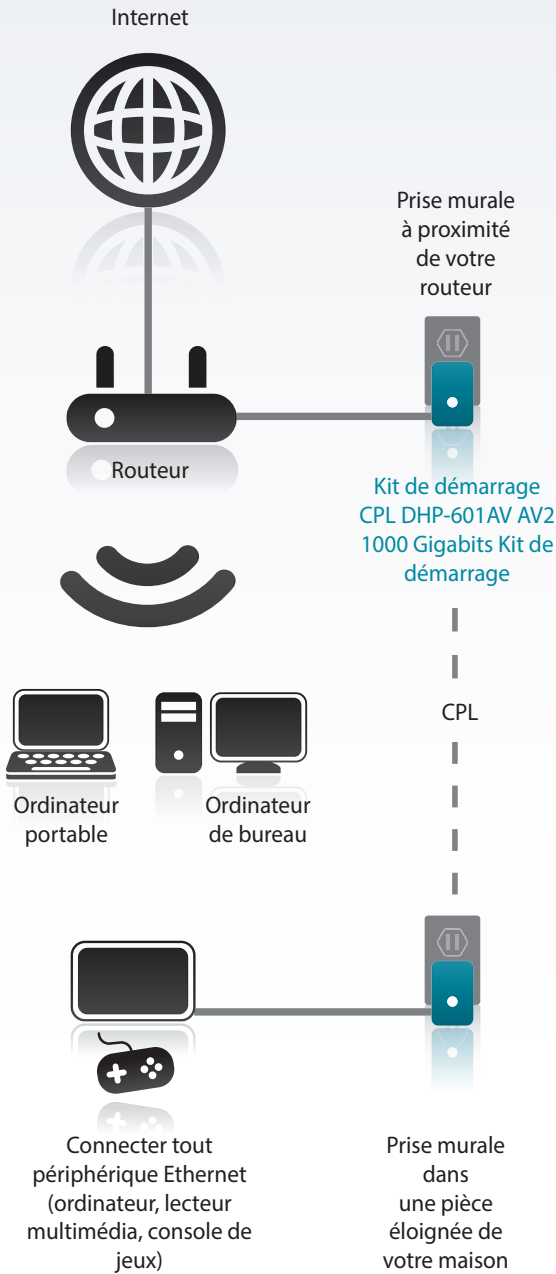 Internet
Prise murale
à proximité
de votre
routeur
Routeur
Kit de démarrage
CPL DHP-601AV AV2
1000 Gigabits Kit de
démarrage
CPL
Ordinateur
portable
Ordinateur
de bureau
Connecter tout
périphérique Ethernet
(ordinateur, lecteur
multimédia, console de
jeux)
Prise murale
dans
une pièce
éloignée de
votre maison